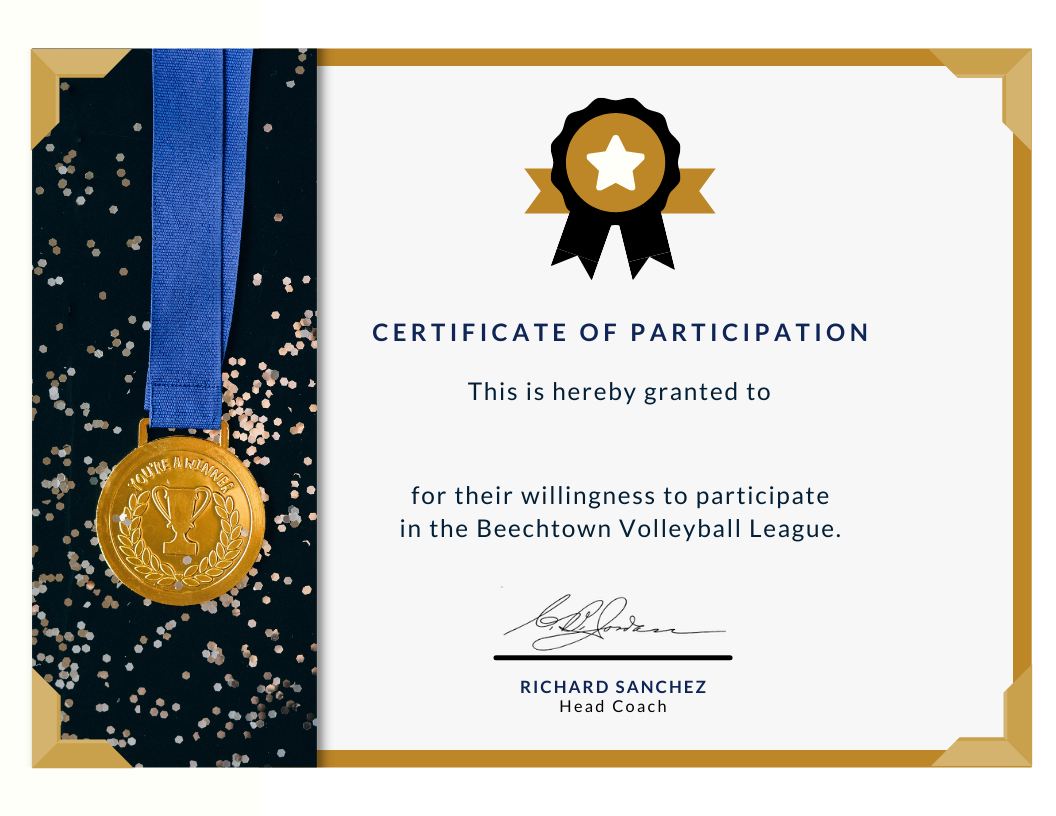 YOU'RE A WINNER
CERTIFICATE OF PARTICIPATION
This is hereby granted to
for their willingness to participate
in the Beechtown Volleyball League.
RICHARD SANCHEZ
Head Coach